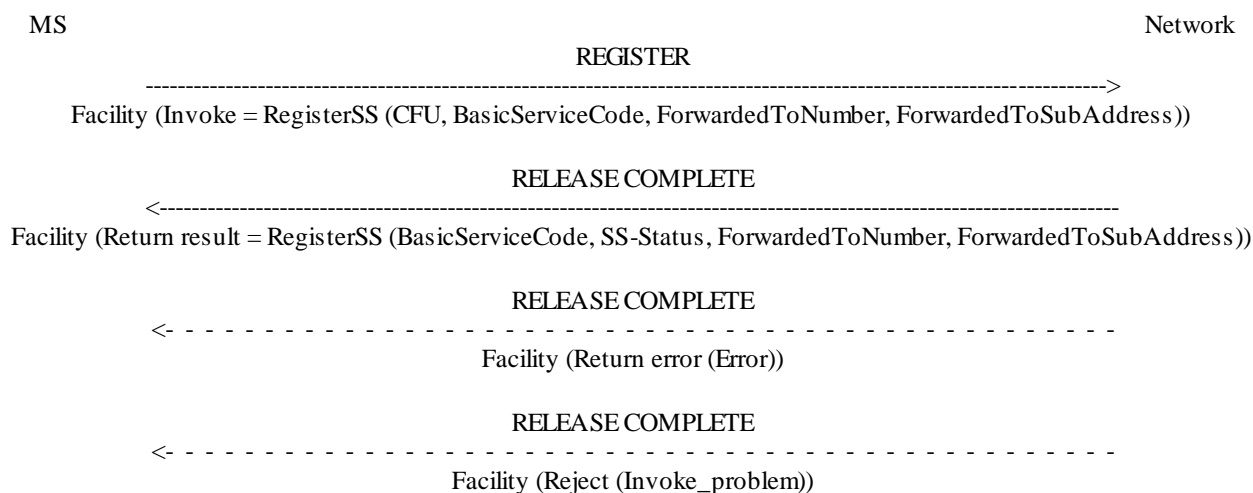 MS Network
REGISTER
------------------------------------------------------------------------------------------------------------------------>
Facility (Invoke = RegisterSS (CFU, BasicServiceCode, ForwardedToNumber, ForwardedToSubAddress))
RELEASE COMPLETE
<------------------------------------------------------------------------------------------------------------------------
Facility (Return result = RegisterSS (BasicServiceCode, SS-Status, ForwardedToNumber, ForwardedToSubAddress))
RELEASE COMPLETE
<- - - - - - - - - - - - - - - - - - - - - - - - - - - - - - - - - - - - - - - - - - - - - - - -
Facility (Return error (Error))
RELEASE COMPLETE
<- - - - - - - - - - - - - - - - - - - - - - - - - - - - - - - - - - - - - - - - - - - - - - - -
Facility (Reject (Invoke_problem))